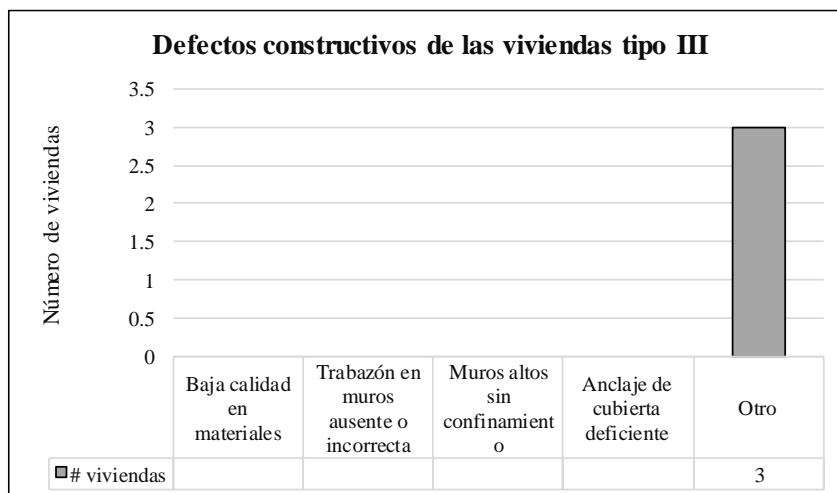 Defectos constructivos de las viviendas tipo III
Número de viviendas
3.5
3
2.5
2
1.5
1
0.5
0
Baja calidad
en
materiales
Trabazón en
muros
ausente o
incorrecta
Muros altos
sin
confinamient
o
Anclaje de
cubierta
deficiente
Otro
# viviendas
3